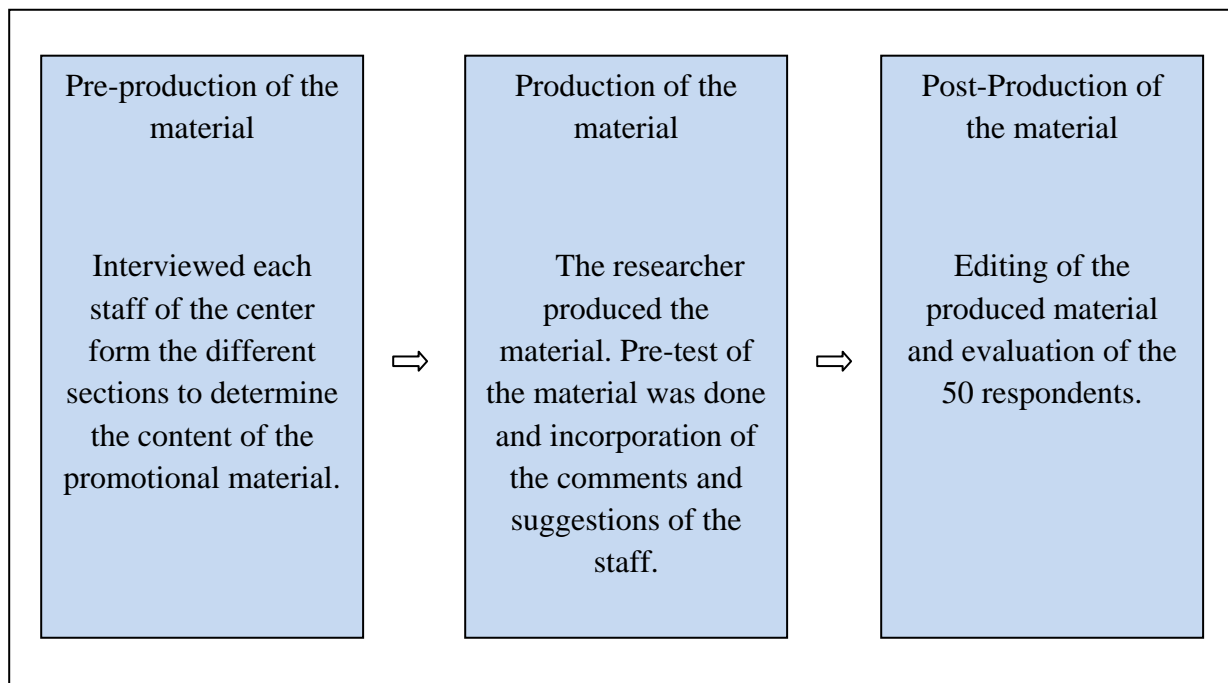 Pre-production of the
material
Interviewed each
staff of the center
form the different
sections to determine
the content of the
promotional material.
Production of the
material
The researcher
produced the
material. Pre-test of
the material was done
and incorporation of
the comments and
suggestions of the
staff.
Post-Production of
the material
Editing of the
produced material
and evaluation of the
50 respondents.